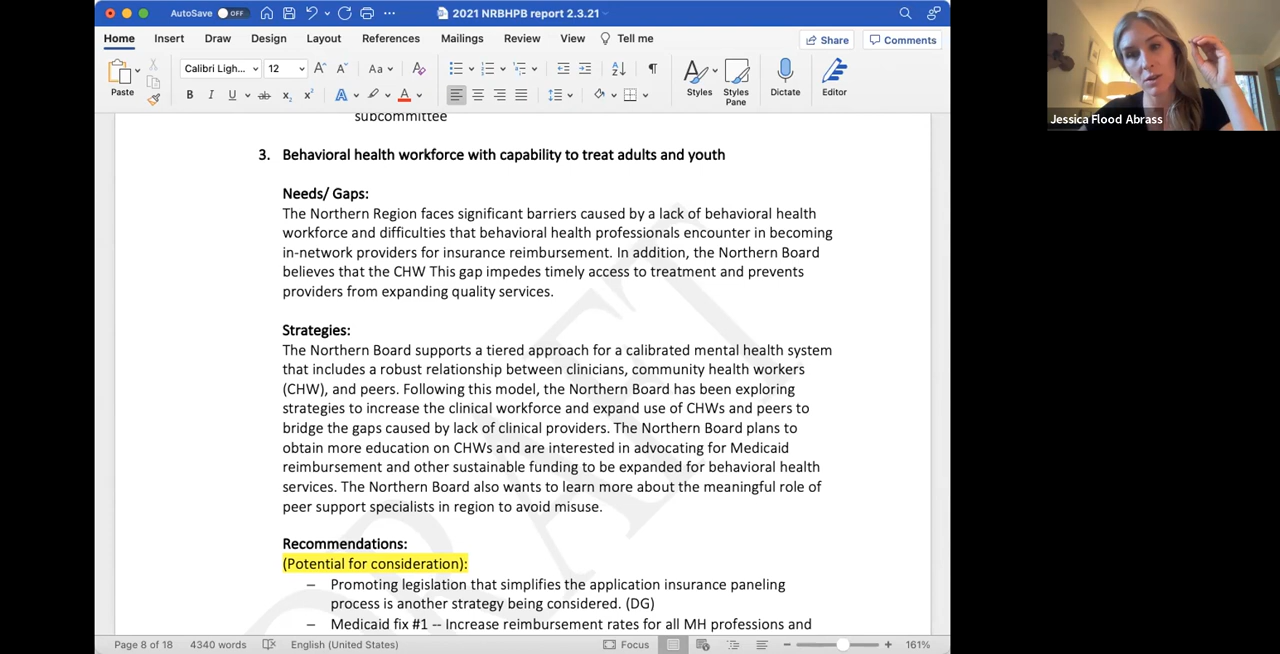 AutoSave OFF
2021 NRBHPB report 2.3.21
Home Insert Draw Design Layout References Mailings Review View Tell me Share Comments
Paste
Calibri Ligh... 12
Styles
Styles Pane
Dictate
Editor
subcommittee
3. Behavioral health workforce with capability to treat adults and youth
Needs/ Gaps:
The Northern Region faces significant barriers caused by a lack of behavioral health
workforce and difficulties that behavioral health professionals encounter in becoming
in-network providers for insurance reimbursement. In addition, the Northern Board
believes that the CHW This gap impedes timely access to treatment and prevents
providers from expanding quality services.
Strategies:
The Northern Board supports a tiered approach for a calibrated mental health system
that includes a robust relationship between clinicians, community health workers
(CHW), and peers. Following this model, the Northern Board has been exploring
strategies to increase the clinical workforce and expand use of CHWs and peers to
bridge the gaps caused by lack of clinical providers. The Northern Board plans to
obtain more education on CHWs and are interested in advocating for Medicaid
reimbursement and other sustainable funding to be expanded for behavioral health
services. The Northern Board also wants to learn more about the meaningful role of
peer support specialists in region to avoid misuse.
Recommendations:
(Potential for consideration):
– Promoting legislation that simplifies the application insurance paneling
process is another strategy being considered. (DG)
– Medicaid fix #1 -- Increase reimbursement rates for all MH professions and
DRAFT
Page 8 of 18 4340 words English (United States) Focus 161%
Jessica Flood Abrass